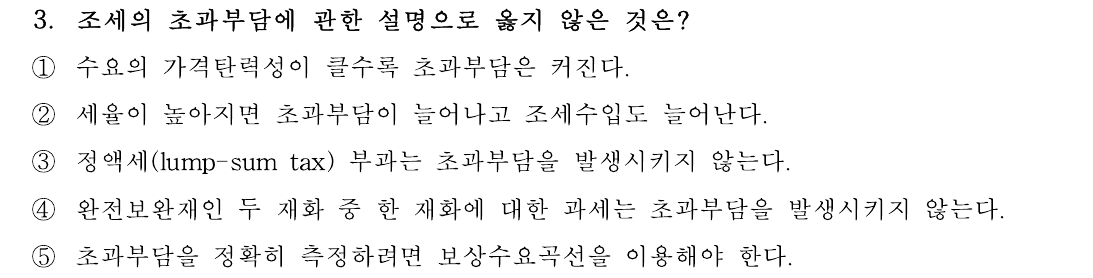 3. 조세의 초과부담에 관한 설명으로 옳지 않은 것은?
① 수요의 가격탄력성이 클수록 초과부담은 커진다.
② 세율이 높아지면 초과부담이 늘어나고 조세수입도 늘어난다.
③ 정액세(lump-sum tax) 부과는 초과부담을 발생시키지 않는다.
④ 완전보완재인 두 재화 중 한 재화에 대한 과세는 초과부담을 발생시키지 않는다.
⑤ 초과부담을 정확히 측정하려면 보상수요곡선을 이용해야 한다.